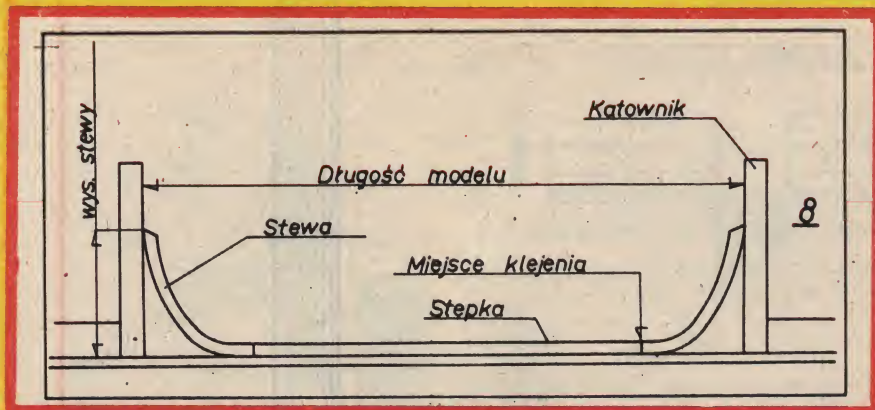 Kątownik
wys. stewy
Długość modelu
8
Stewa
Miejsce klejenia
Stępka